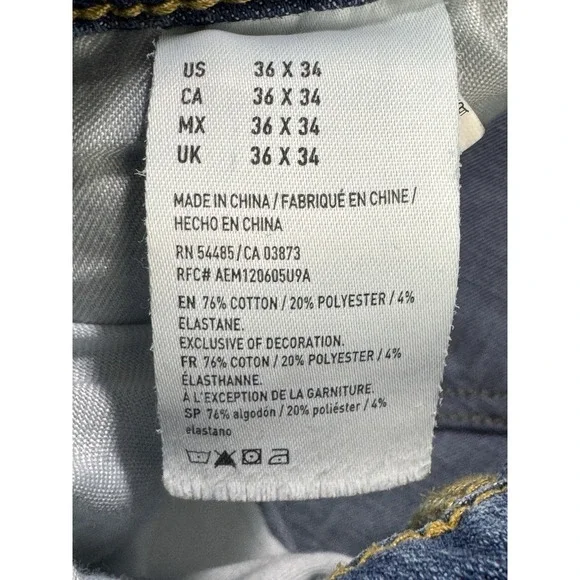 US 36 X 34
CA 36 X 34
MX 36 X 34
UK 36 X 34
MADE IN CHINA / FABRIQUÉ EN CHINE /
HECHO EN CHINA
RN 54485/CA 03873
RFC# AEM120605U9A
EN 76% COTTON / 20% POLYESTER / 4%
ELASTANE.
EXCLUSIVE OF DECORATION.
FR 76% COTON / 20% POLYESTER / 4%
ÉLASTHANNE.
À L'EXCEPTION DE LA GARNITURE.
SP 76% algodón / 20% poliéster / 4%
elastano